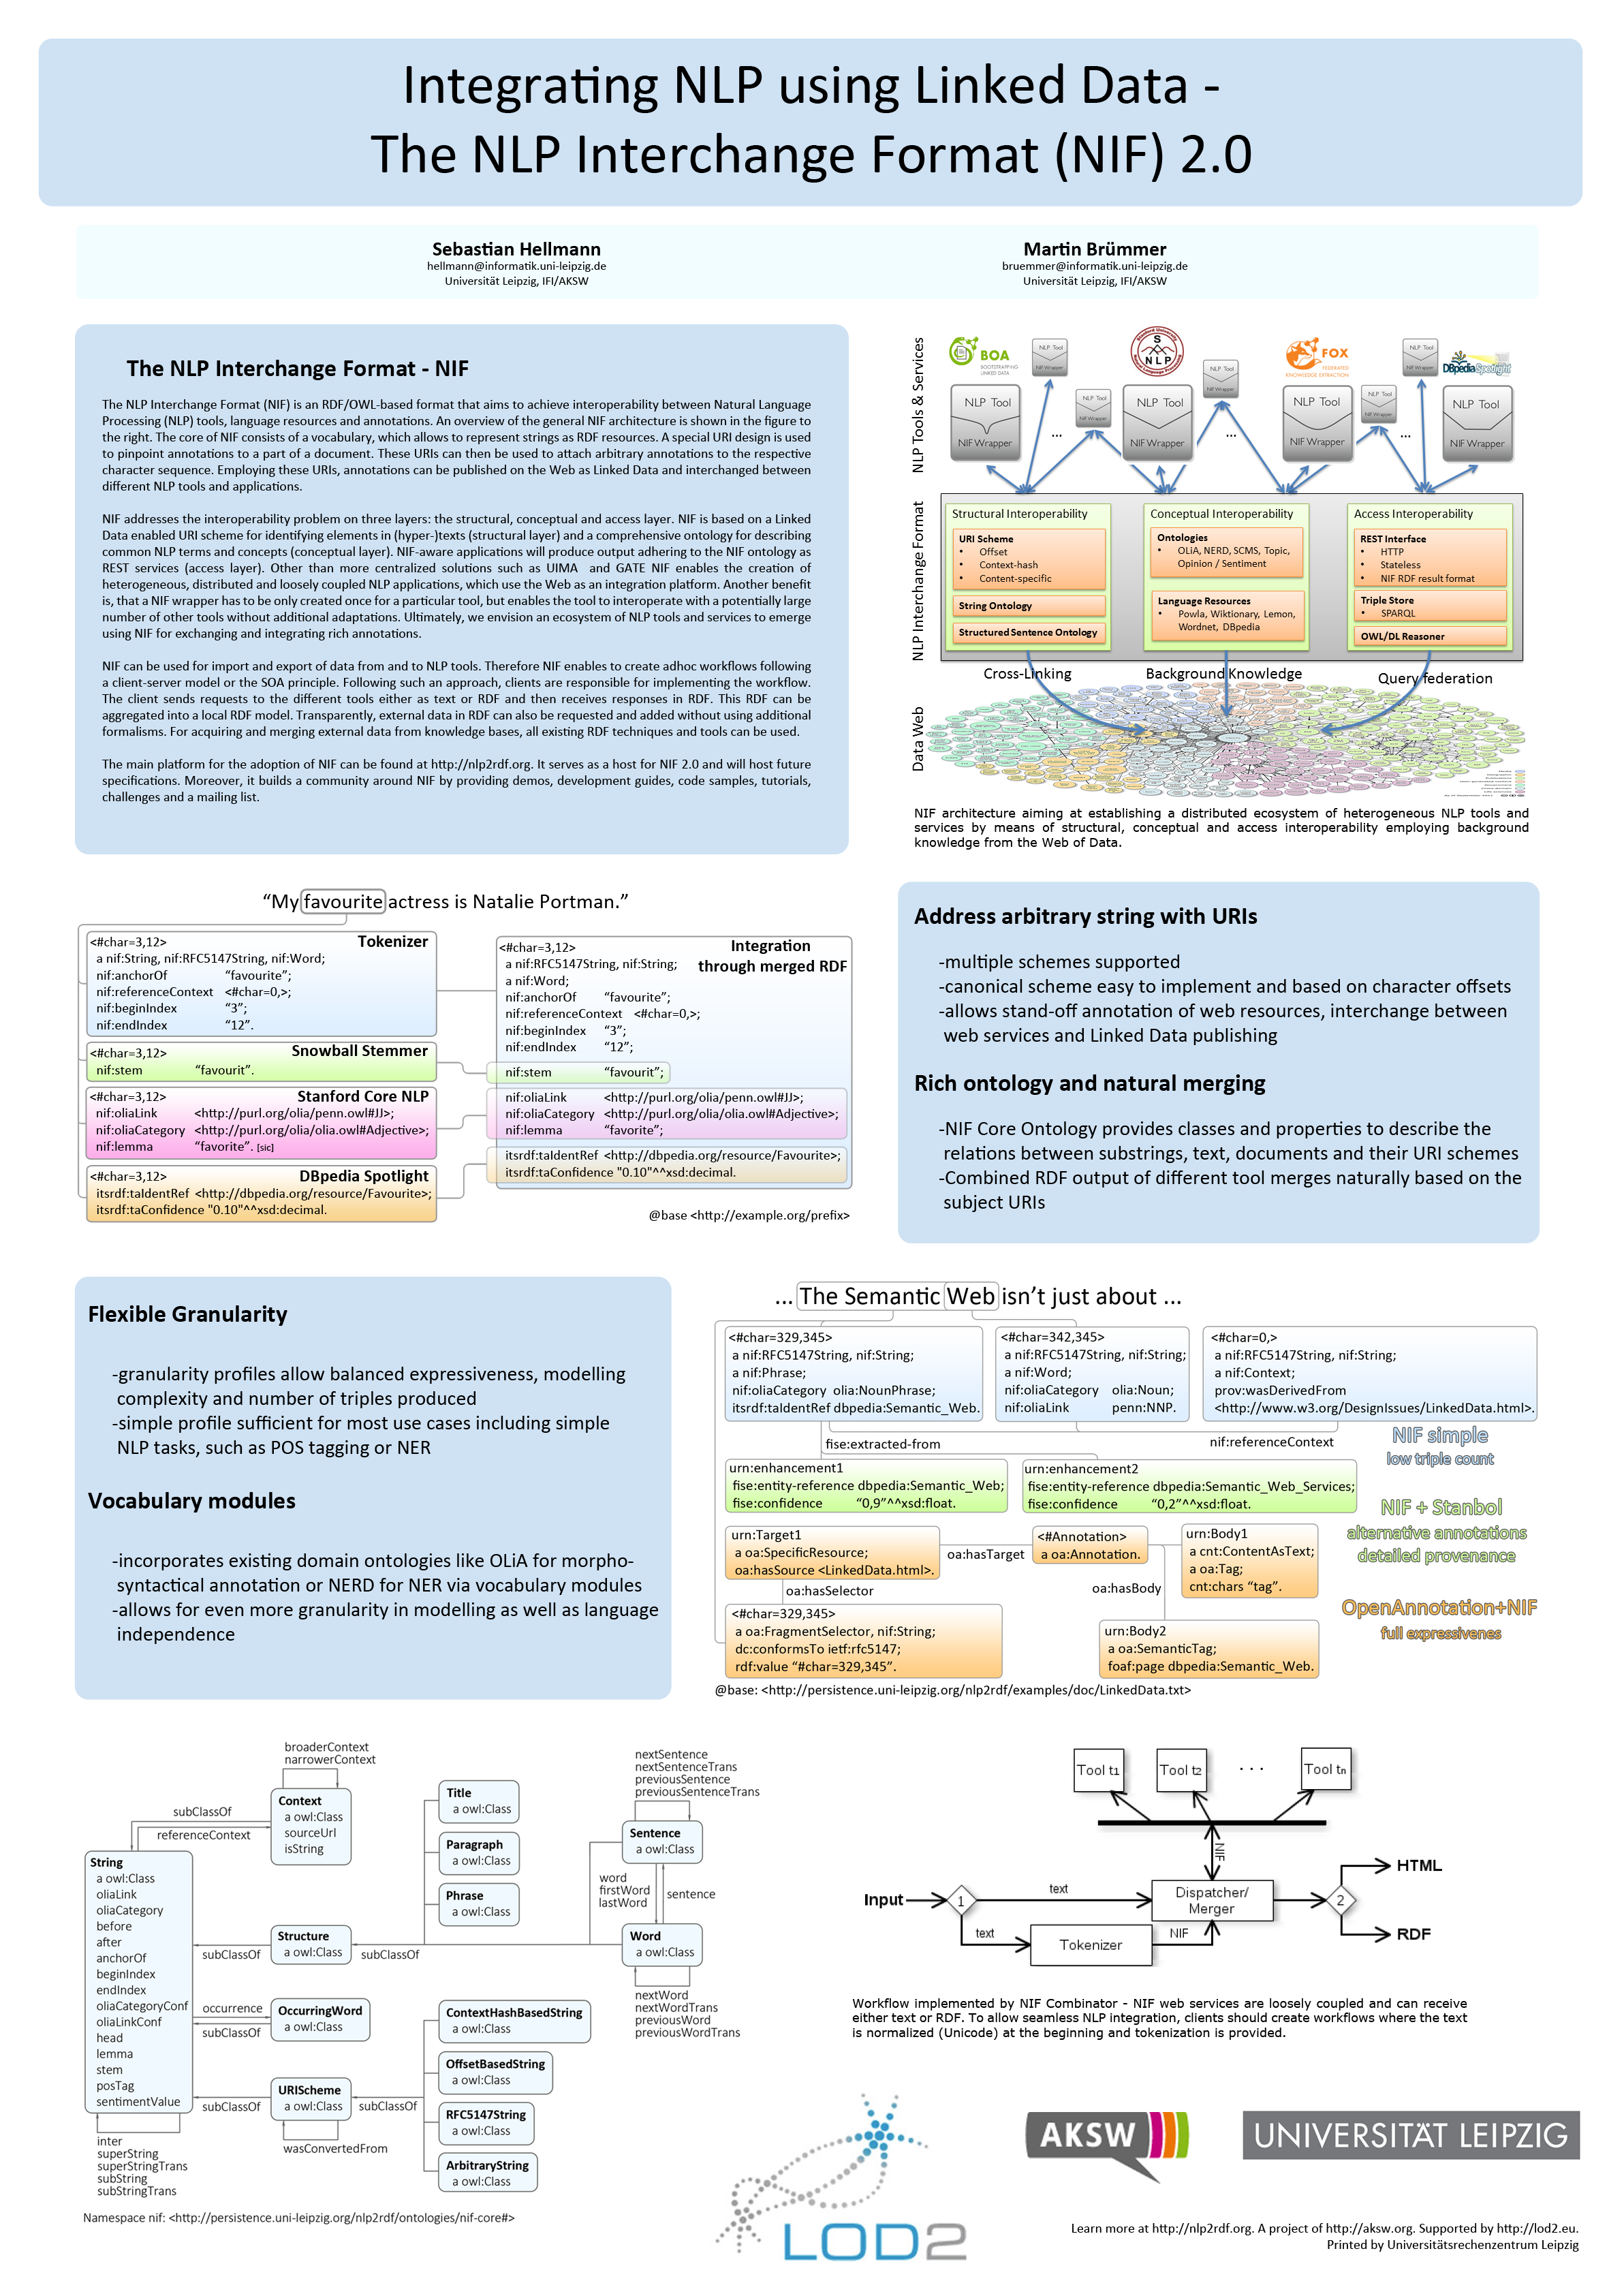 Integrating NLP using Linked Data -
The NLP Interchange Format (NIF) 2.0
Sebastian Hellmann
hellmann@informatik.uni-leipzig.de
Universität Leipzig, IFI/AKSW
Martin Brümmer
bruemmer@informatik.uni-leipzig.de
Universität Leipzig, IFI/AKSW
The NLP Interchange Format - NIF
The NLP Interchange Format (NIF) is an RDF/OWL-based format that aims to achieve interoperability between Natural Language
Processing (NLP) tools, language resources and annotations. An overview of the general NIF architecture is shown in the figure to
the right. The core of NIF consists of a vocabulary, which allows to represent strings as RDF resources. A special URI design is used
to pinpoint annotations to a part of a document. These URIs can then be used to attach arbitrary annotations to the respective
character sequence. Employing these URIs, annotations can be published on the Web as Linked Data and interchanged between
different NLP tools and applications.
NIF addresses the interoperability problem on three layers: the structural, conceptual and access layer. NIF is based on a Linked
Data enabled URI scheme for identifying elements in (hyper-)texts (structural layer) and a comprehensive ontology for describing
common NLP terms and concepts (conceptual layer). NIF-aware applications will produce output adhering to the NIF ontology as
REST services (access layer). Other than more centralized solutions such as UIMA and GATE NIF enables the creation of
heterogeneous, distributed and loosely coupled NLP applications, which use the Web as an integration platform. Another benefit
is, that a NIF wrapper has to be only created once for a particular tool, but enables the tool to interoperate with a potentially large
number of other tools without additional adaptations. Ultimately, we envision an ecosystem of NLP tools and services to emerge
using NIF for exchanging and integrating rich annotations.
NIF can be used for import and export of data from and to NLP tools. Therefore NIF enables to create adhoc workflows following
a client-server model or the SOA principle. Following such an approach, clients are responsible for implementing the workflow.
The client sends requests to the different tools either as text or RDF and then receives responses in RDF. This RDF can be
aggregated into a local RDF model. Transparently, external data in RDF can also be requested and added without using additional
formalisms. For acquiring and merging external data from knowledge bases, all existing RDF techniques and tools can be used.
The main platform for the adoption of NIF can be found at http://nlp2rdf.org. It serves as a host for NIF 2.0 and will host future
specifications. Moreover, it builds a community around NIF by providing demos, development guides, code samples, tutorials,
challenges and a mailing list.
NLP Tools & Services
BOA
BOOTSTRAPPING
LINKED DATA
NLP Tool
NIF Wrapper
Stanford University
S
NLP
Natural Language Processing
NLP Tool
NIF Wrapper
FOX
FEDERATED
KNOWLEDGE EXTRACTION
NLP Tool
NIF Wrapper
DBpedia Spotlight
NLP Tool
NIF Wrapper
NLP Tool
NIF Wrapper
...
NLP Tool
NIF Wrapper
...
NLP Tool
NIF Wrapper
...
NLP Tool
NIF Wrapper
NLP Tool
NIF Wrapper
NLP Interchange Format
Structural Interoperability
URI Scheme
• Offset
• Context-hash
• Content-specific
String Ontology
Structured Sentence Ontology
Conceptual Interoperability
Ontologies
• OLiA, NERD, SCMS, Topic,
Opinion / Sentiment
Language Resources
• Powla, Wiktionary, Lemon,
Wordnet, DBpedia
Access Interoperability
REST Interface
• HTTP
• Stateless
• NIF RDF result format
Triple Store
• SPARQL
OWL/DL Reasoner
Cross-Linking
Background Knowledge
Query federation
Data Web
NIF architecture aiming at establishing a distributed ecosystem of heterogeneous NLP tools and
services by means of structural, conceptual and access interoperability employing background
knowledge from the Web of Data.
“My favourite actress is Natalie Portman.”
<#char=3,12> Tokenizer
a nif:String, nif:RFC5147String, nif:Word;
nif:anchorOf “favourite”;
nif:referenceContext <#char=0,>;
nif:beginIndex “3”;
nif:endIndex “12”.
<#char=3,12> Snowball Stemmer
nif:stem “favourit”.
<#char=3,12> Stanford Core NLP
nif:oliaLink <http://purl.org/olia/penn.owl#JJ>;
nif:oliaCategory <http://purl.org/olia/olia.owl#Adjective>;
nif:lemma “favorite”. [sic]
<#char=3,12> DBpedia Spotlight
itsrdf:taIdentRef <http://dbpedia.org/resource/Favourite>;
itsrdf:taConfidence "0.10"^^xsd:decimal.
<#char=3,12> Integration
through merged RDF
a nif:RFC5147String, nif:String;
a nif:Word;
nif:anchorOf “favourite”;
nif:referenceContext <#char=0,>;
nif:beginIndex “3”;
nif:endIndex “12”;
nif:stem “favourit”;
nif:oliaLink <http://purl.org/olia/penn.owl#JJ>;
nif:oliaCategory <http://purl.org/olia/olia.owl#Adjective>;
nif:lemma “favorite”;
itsrdf:taIdentRef <http://dbpedia.org/resource/Favourite>;
itsrdf:taConfidence "0.10"^^xsd:decimal.
@base <http://example.org/prefix>
Address arbitrary string with URIs
-multiple schemes supported
-canonical scheme easy to implement and based on character offsets
-allows stand-off annotation of web resources, interchange between
web services and Linked Data publishing
Rich ontology and natural merging
-NIF Core Ontology provides classes and properties to describe the
relations between substrings, text, documents and their URI schemes
-Combined RDF output of different tool merges naturally based on the
subject URIs
Flexible Granularity
-granularity profiles allow balanced expressiveness, modelling
complexity and number of triples produced
-simple profile sufficient for most use cases including simple
NLP tasks, such as POS tagging or NER
Vocabulary modules
-incorporates existing domain ontologies like OLiA for morpho-
syntactical annotation or NERD for NER via vocabulary modules
-allows for even more granularity in modelling as well as language
independence
... The Semantic Web isn’t just about ...
<#char=329,345>
a nif:RFC5147String, nif:String;
a nif:Phrase;
nif:oliaCategory olia:NounPhrase;
itsrdf:taIdentRef dbpedia:Semantic_Web.
<#char=342,345>
a nif:RFC5147String, nif:String;
a nif:Word;
nif:oliaCategory olia:Noun;
nif:oliaLink penn:NNP.
<#char=0,>
a nif:RFC5147String, nif:String;
a nif:Context;
prov:wasDerivedFrom
<http://www.w3.org/DesignIssues/LinkedData.html>.
fise:extracted-from
nif:referenceContext
NIF simple
low triple count
urn:enhancement1
fise:entity-reference dbpedia:Semantic_Web;
fise:confidence “0,9”^^xsd:float.
urn:enhancement2
fise:entity-reference dbpedia:Semantic_Web_Services;
fise:confidence “0,2”^^xsd:float.
NIF + Stanbol
alternative annotations
detailed provenance
urn:Target1
a oa:SpecificResource;
oa:hasSource <LinkedData.html>.
oa:hasTarget
<#Annotation>
a oa:Annotation.
urn:Body1
a cnt:ContentAsText;
a oa:Tag;
cnt:chars “tag”.
oa:hasSelector
oa:hasBody
<#char=329,345>
a oa:FragmentSelector, nif:String;
dc:conformsTo ietf:rfc5147;
rdf:value “#char=329,345”.
urn:Body2
a oa:SemanticTag;
foaf:page dbpedia:Semantic_Web.
OpenAnnotation+NIF
full expressivenes
@base: <http://persistence.uni-leipzig.org/nlp2rdf/examples/doc/LinkedData.txt>
broaderContext
narrowerContext
Context
a owl:Class
sourceUrl
isString
subClassOf
referenceContext
String
a owl:Class
oliaLink
oliaCategory
before
after
anchorOf
beginIndex
endIndex
oliaCategoryConf
oliaLinkConf
head
lemma
stem
posTag
sentimentValue
inter
superString
superStringTrans
subString
subStringTrans
Structure
a owl:Class
subClassOf
subClassOf
occurrence
subClassOf
OccurringWord
a owl:Class
URIScheme
a owl:Class
subClassOf
subClassOf
wasConvertedFrom
Title
a owl:Class
Paragraph
a owl:Class
Phrase
a owl:Class
nextSentence
nextSentenceTrans
previousSentence
previousSentenceTrans
Sentence
a owl:Class
word
firstWord
lastWord
sentence
Word
a owl:Class
nextWord
nextWordTrans
previousWord
previousWordTrans
ContextHashBasedString
a owl:Class
OffsetBasedString
a owl:Class
RFC5147String
a owl:Class
ArbitraryString
a owl:Class
Namespace nif: <http://persistence.uni-leipzig.org/nlp2rdf/ontologies/nif-core#>
Tool t1
Tool t2
. . .
Tool tn
NIF
Input
1
text
Dispatcher/
Merger
text
Tokenizer
NIF
2
HTML
RDF
Workflow implemented by NIF Combinator - NIF web services are loosely coupled and can receive
either text or RDF. To allow seamless NLP integration, clients should create workflows where the text
is normalized (Unicode) at the beginning and tokenization is provided.
LOD2
AKSW
UNIVERSITÄT LEIPZIG
Learn more at http://nlp2rdf.org. A project of http://aksw.org. Supported by http://lod2.eu.
Printed by Universitätsrechenzentrum Leipzig